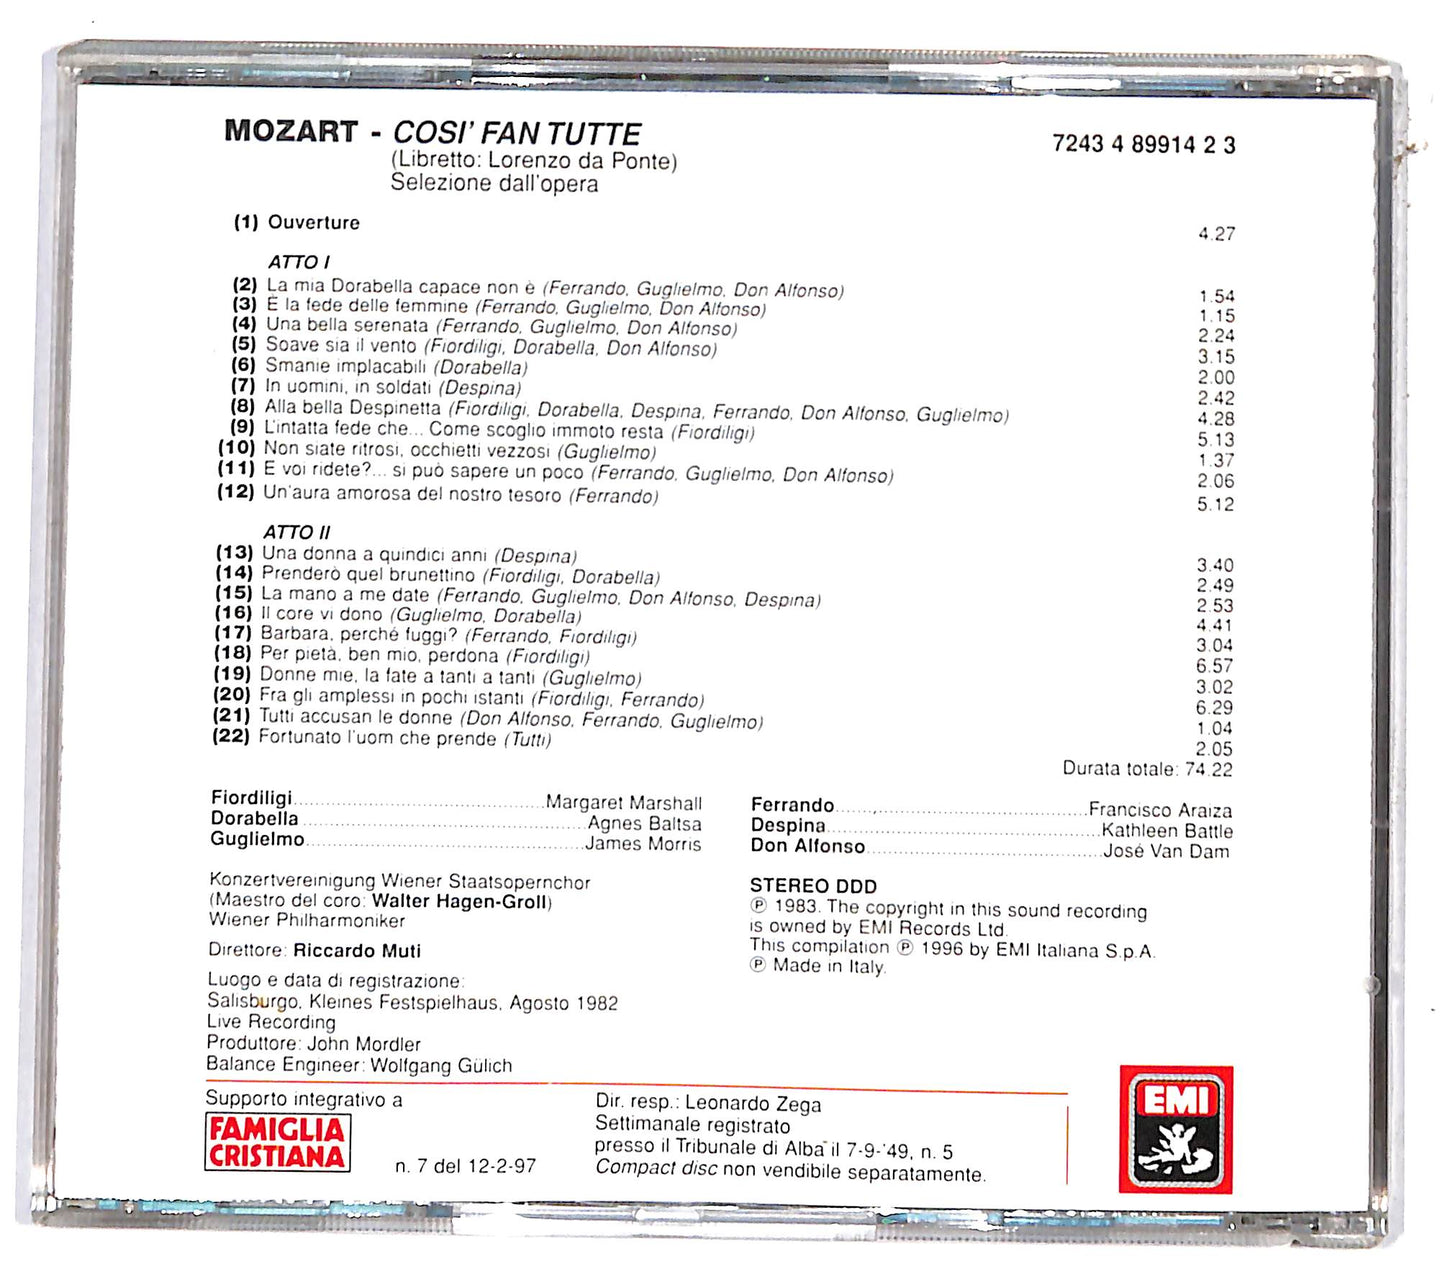 MOZART - COSI' FAN TUTTE
7243 4 89914 2 3
(Libretto: Lorenzo da Ponte)
Selezione dall'opera
(1) Ouverture 4.27
ATTO I
(2) La mia Dorabella capace non è (Ferrando, Guglielmo, Don Alfonso) 1.54
(3) È la fede delle femmine (Ferrando, Guglielmo, Don Alfonso) 1.15
(4) Una bella serenata (Ferrando, Guglielmo, Don Alfonso) 2.24
(5) Soave sia il vento (Fiordiligi, Dorabella, Don Alfonso) 3.15
(6) Smanie implacabili (Dorabella) 2.00
(7) In uomini, in soldati (Despina) 2.42
(8) Alla bella Despinetta (Fiordiligi, Dorabella, Despina, Ferrando, Don Alfonso, Guglielmo) 4.28
(9) L'intatta fede che... Come scoglio immoto resta (Fiordiligi) 5.13
(10) Non siate ritrosi, occhietti vezzosi (Guglielmo) 1.37
(11) E voi ridete?... si può sapere un poco (Ferrando, Guglielmo, Don Alfonso) 2.06
(12) Un'aura amorosa del nostro tesoro (Ferrando) 5.12
ATTO II
(13) Una donna a quindici anni (Despina) 3.40
(14) Prenderò quel brunettino (Fiordiligi, Dorabella) 2.49
(15) La mano a me date (Ferrando, Guglielmo, Don Alfonso, Despina) 2.53
(16) Il core vi dono (Guglielmo, Dorabella) 4.41
(17) Barbara, perché fuggi? (Ferrando, Fiordiligi) 3.04
(18) Per pietà, ben mio, perdona (Fiordiligi) 6.57
(19) Donne mie, la fate a tanti a tanti (Guglielmo) 3.02
(20) Fra gli amplessi in pochi istanti (Fiordiligi, Ferrando) 6.29
(21) Tutti accusan le donne (Don Alfonso, Ferrando, Guglielmo) 1.04
(22) Fortunato l'uom che prende (Tutti) 2.05
Durata totale: 74.22
Fiordiligi Margaret Marshall
Dorabella Agnes Baltsa
Guglielmo James Morris
Ferrando Francisco Araiza
Despina Kathleen Battle
Don Alfonso José Van Dam
Konzertvereinigung Wiener Staatsopernchor
(Maestro del coro: Walter Hagen-Groll)
Wiener Philharmoniker
Direttore: Riccardo Muti
Luogo e data di registrazione:
Salisburgo, Kleines Festspielhaus, Agosto 1982
Live Recording
Produttore: John Mordler
Balance Engineer: Wolfgang Gülich
STEREO DDD
℗ 1983. The copyright in this sound recording
is owned by EMI Records Ltd.
This compilation ℗ 1996 by EMI Italiana S.p.A.
℗ Made in Italy.
Supporto integrativo a
FAMIGLIA
CRISTIANA
n. 7 del 12-2-97
Dir. resp.: Leonardo Zega
Settimanale registrato
presso il Tribunale di Alba il 7-9-'49, n. 5
Compact disc non vendibile separatamente.
EMI